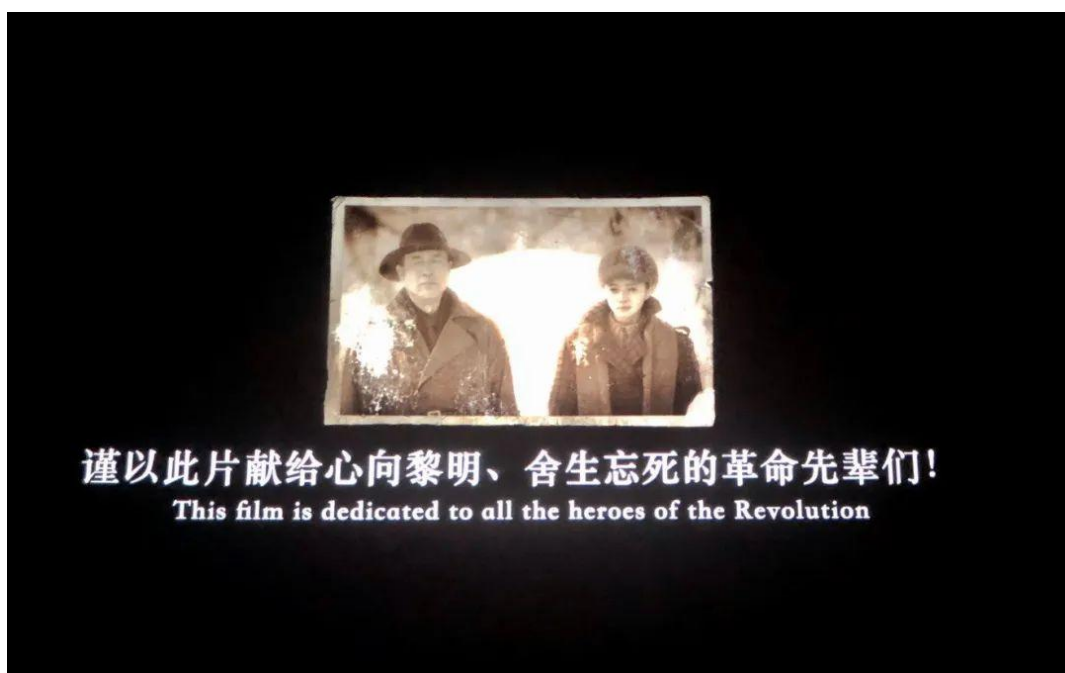 谨以此片献给心向黎明、舍生忘死的革命先辈们！
This film is dedicated to all the heroes of the Revolution